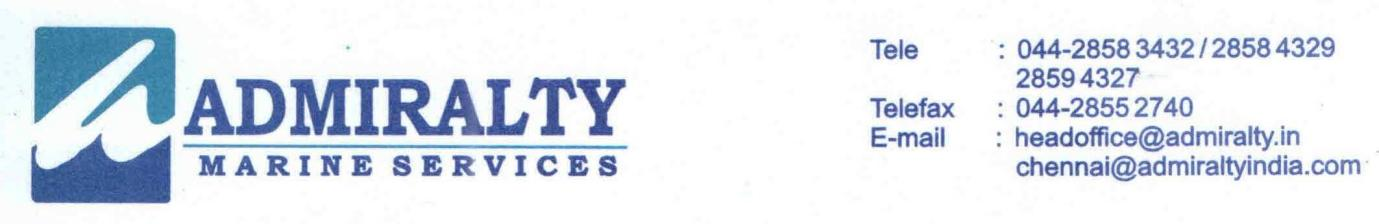 ADMIRALTY
MARINE SERVICES
Tele : 044-2858 3432 / 2858 4329
2859 4327
Telefax : 044-2855 2740
E-mail : headoffice@admiralty.in
chennai@admiraltyindia.com